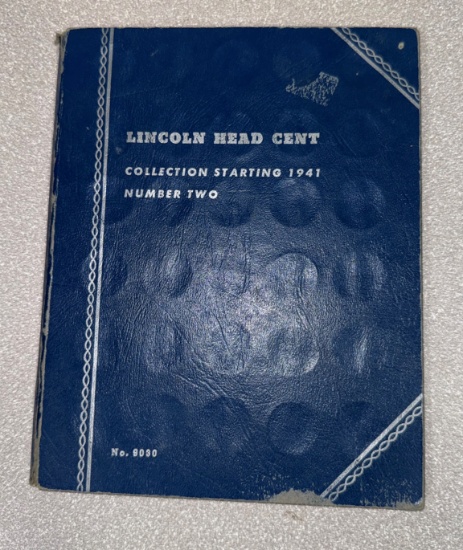 LINCOLN HEAD CENT
COLLECTION STARTING 1941
NUMBER TWO
No. 9030